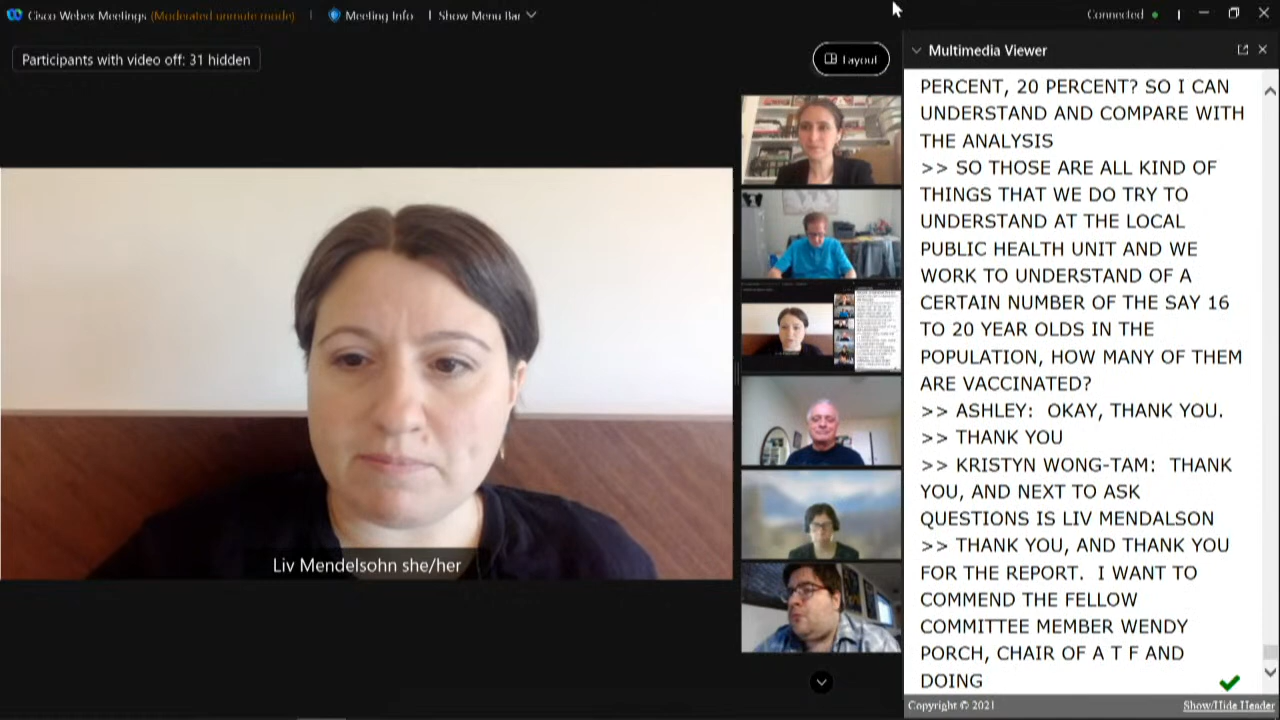 Cisco Webex Meetings (Moderated unmute mode) | Meeting Info | Show Menu Bar
Connected
Participants with video off: 31 hidden
Layout
Liv Mendelsohn she/her
Multimedia Viewer
PERCENT, 20 PERCENT? SO I CAN
UNDERSTAND AND COMPARE WITH
THE ANALYSIS
>> SO THOSE ARE ALL KIND OF
THINGS THAT WE DO TRY TO
UNDERSTAND AT THE LOCAL
PUBLIC HEALTH UNIT AND WE
WORK TO UNDERSTAND OF A
CERTAIN NUMBER OF THE SAY 16
TO 20 YEAR OLDS IN THE
POPULATION, HOW MANY OF THEM
ARE VACCINATED?
>> ASHLEY: OKAY, THANK YOU.
>> THANK YOU
>> KRISTYN WONG-TAM: THANK
YOU, AND NEXT TO ASK
QUESTIONS IS LIV MENDALSON
>> THANK YOU, AND THANK YOU
FOR THE REPORT. I WANT TO
COMMEND THE FELLOW
COMMITTEE MEMBER WENDY
PORCH, CHAIR OF A T F AND
DOING
Copyright © 2021
Show/Hide Header